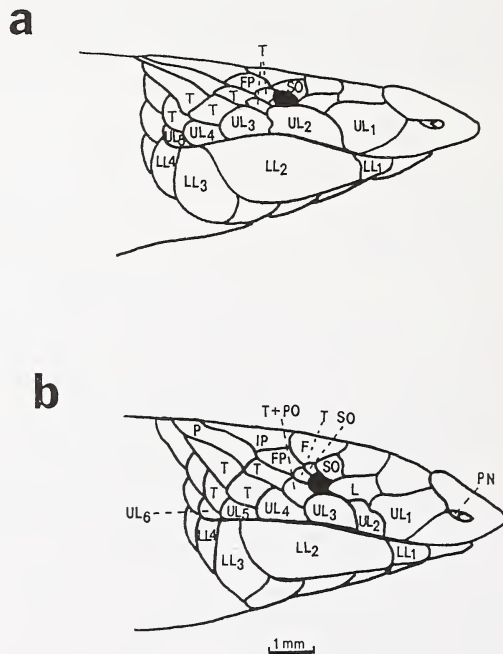 a
T
FP SO
T T
T T
UL3 UL2 UL1
UL5 UL4
LL4 LL3 LL2 LL1
b
T+PO T SO
P IP F
FP SO PN
T T L
T T
UL6 UL5 UL4 UL3 UL2 UL1
LL4 LL3 LL2 LL1
1 mm